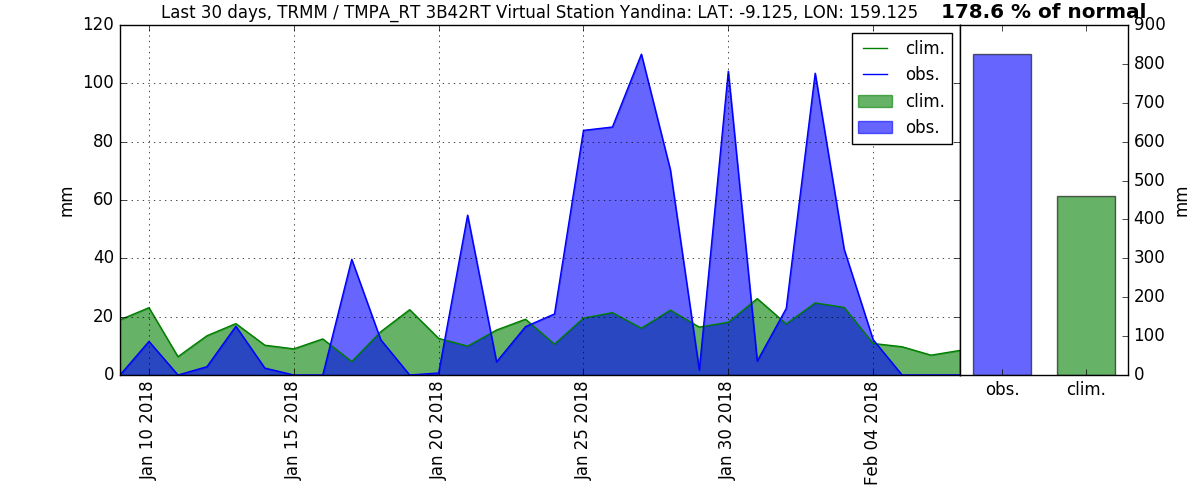 Last 30 days, TRMM / TMPA_RT 3B42RT Virtual Station Yandina: LAT: -9.125, LON: 159.125
178.6 % of normal
120
100
80
60
40
20
0
mm
clim.
obs.
clim.
obs.
900
800
700
600
500
400
300
200
100
0
mm
Jan 10 2018
Jan 15 2018
Jan 20 2018
Jan 25 2018
Jan 30 2018
Feb 04 2018
obs.
clim.